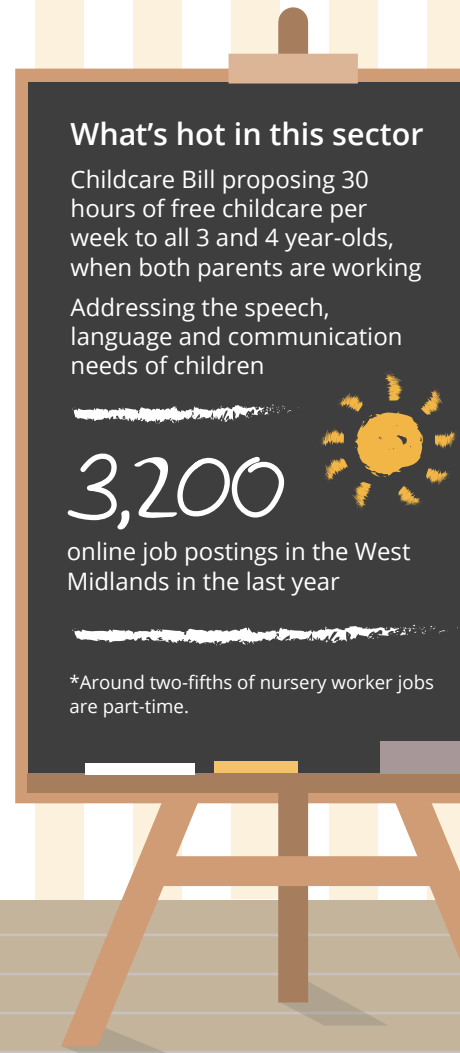 What’s hot in this sector
Childcare Bill proposing 30
hours of free childcare per
week to all 3 and 4 year-olds,
when both parents are working
Addressing the speech,
language and communication
needs of children
3,200
online job postings in the West
Midlands in the last year
*Around two-fifths of nursery worker jobs
are part-time.